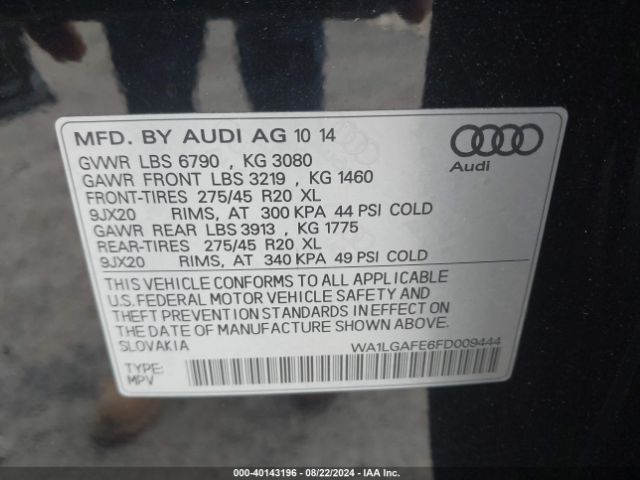 MFD. BY AUDI AG 10 14
GVWR LBS 6790 , KG 3080
GAWR FRONT LBS 3219 , KG 1460
FRONT-TIRES 275/45 R20 XL
9JX20 RIMS, AT 300 KPA 44 PSI COLD
GAWR REAR LBS 3913 , KG 1775
REAR-TIRES 275/45 R20 XL
9JX20 RIMS, AT 340 KPA 49 PSI COLD
Audi
THIS VEHICLE CONFORMS TO ALL APPLICABLE
U.S. FEDERAL MOTOR VEHICLE SAFETY AND
THEFT PREVENTION STANDARDS IN EFFECT ON
THE DATE OF MANUFACTURE SHOWN ABOVE.
SLOVAKIA WA1LGAFE6FD009444
TYPE:
MPV
000-40143196 - 08/22/2024 - IAA Inc.